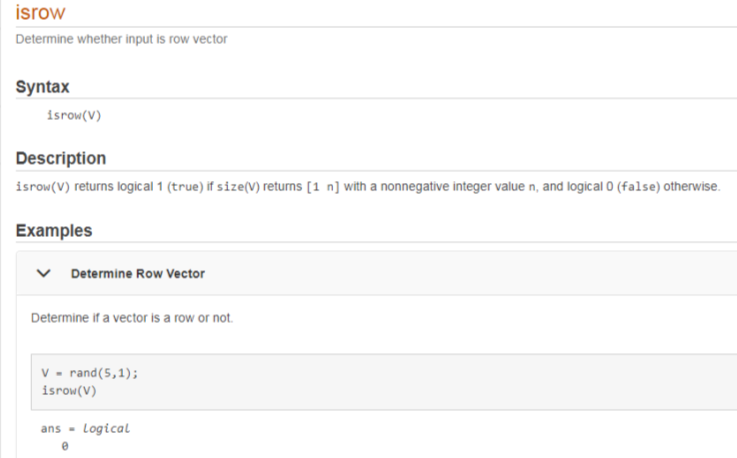 isrow
Determine whether input is row vector
Syntax
isrow(V)
Description
isrow(V) returns logical 1 (true) if size(V) returns [1 n] with a nonnegative integer value n, and logical 0 (false) otherwise.
Examples
Determine Row Vector
Determine if a vector is a row or not.
V = rand(5,1);
isrow(V)
ans = logical
0